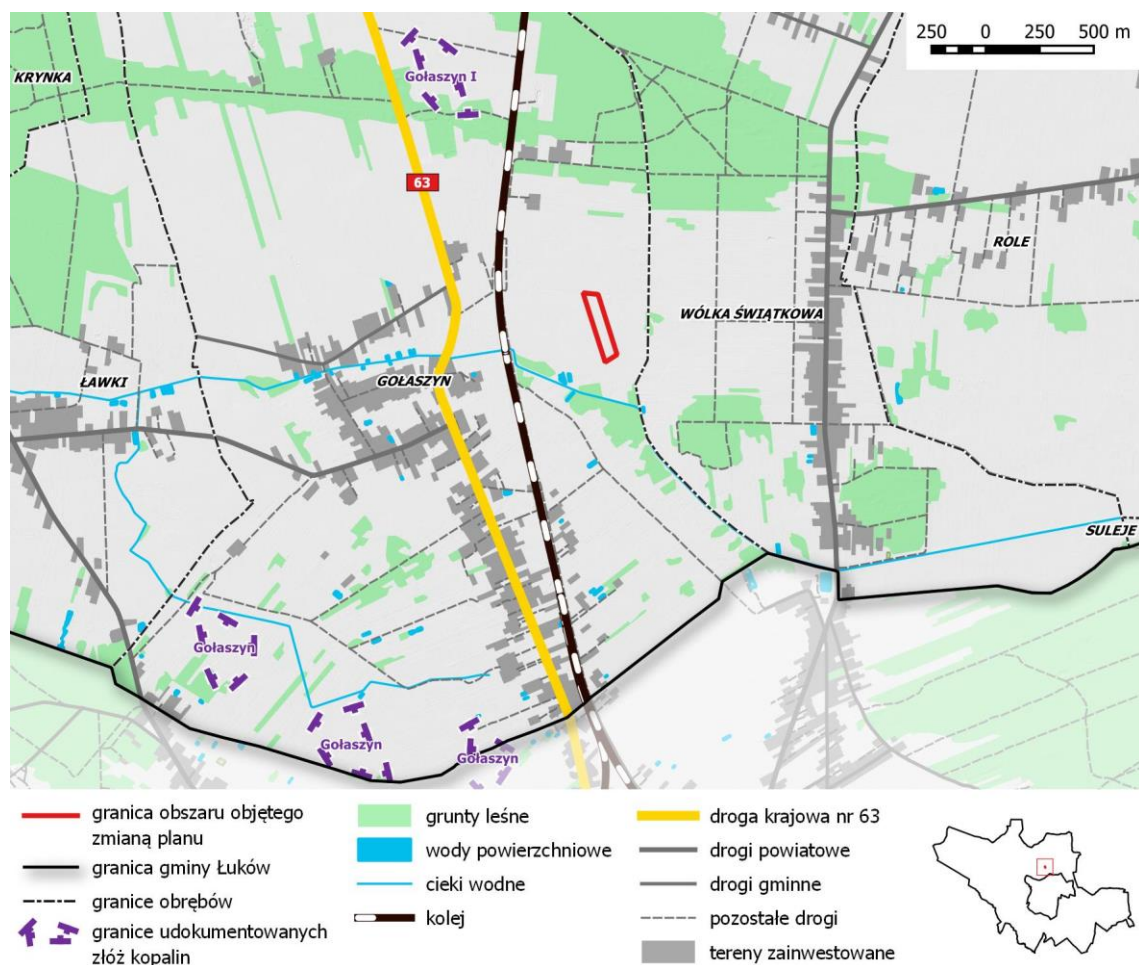 250 0 250 500 m
KRYNKA
Gołaszyn I
63
ROLE
WÓLKA ŚWIĄTKOWA
ŁAWKI
GOŁASZYN
SULEJE
Gołaszyn
Gołaszyn
Gołaszyn
granica obszaru objętego
zmianą planu
granica gminy Łuków
granice obrębów
granice udokumentowanych
złóż kopalin
grunty leśne
wody powierzchniowe
cieki wodne
kolej
droga krajowa nr 63
drogi powiatowe
drogi gminne
pozostałe drogi
tereny zainwestowane